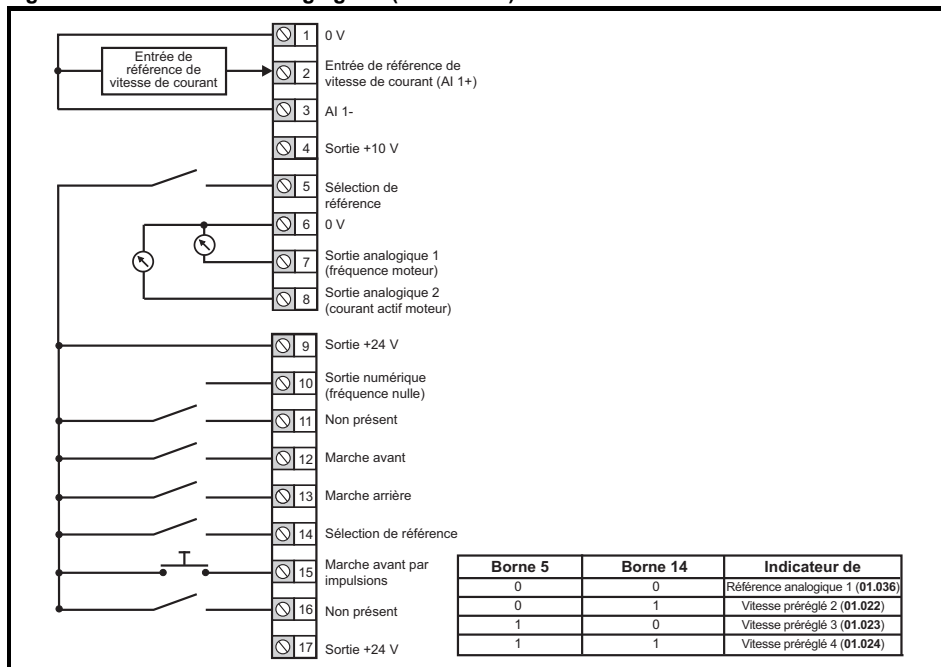 1 0 V
Entrée de
référence de
vitesse de courant
2 Entrée de référence de
vitesse de courant (AI 1+)
3 AI 1-
4 Sortie +10 V
5 Sélection de
référence
6 0 V
7 Sortie analogique 1
(fréquence moteur)
8 Sortie analogique 2
(courant actif moteur)
9 Sortie +24 V
10 Sortie numérique
(fréquence nulle)
11 Non présent
12 Marche avant
13 Marche arrière
14 Sélection de référence
15 Marche avant par
impulsions
16 Non présent
17 Sortie +24 V
Borne 5 Borne 14 Indicateur de
0 0 Référence analogique 1 (01.036)
0 1 Vitesse préréglé 2 (01.022)
1 0 Vitesse préréglé 3 (01.023)
1 1 Vitesse préréglé 4 (01.024)